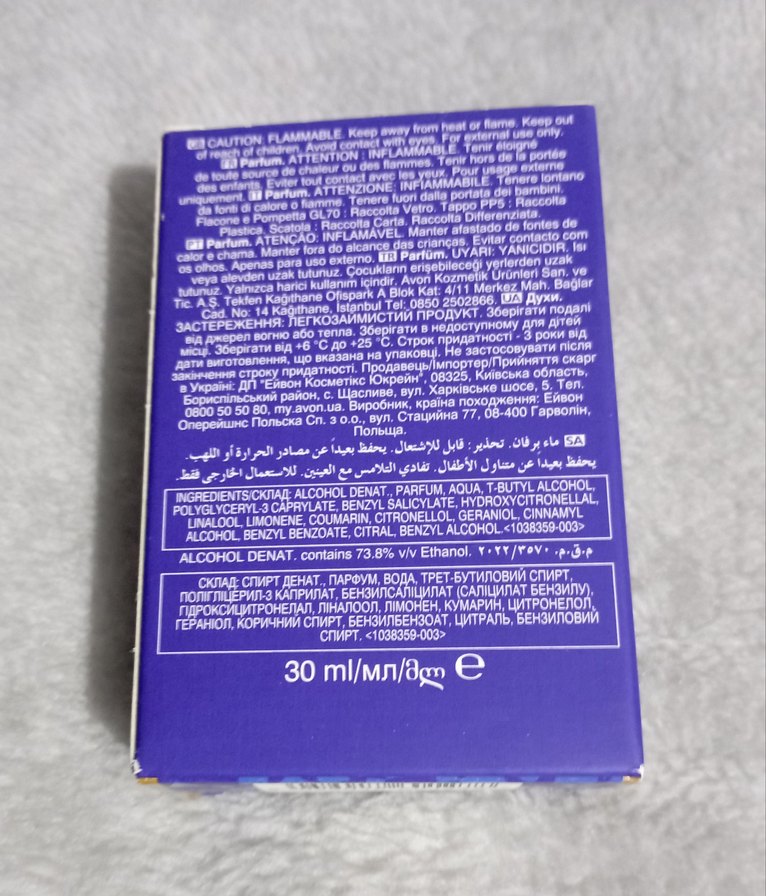 GB CAUTION: FLAMMABLE. Keep away from heat or flame. Keep out
of reach of children. Avoid contact with eyes. For external use only.
FR Parfum. ATTENTION : INFLAMMABLE. Tenir éloigné
de toute source de chaleur ou des flammes. Tenir hors de la portée
des enfants. Eviter tout contact avec les yeux. Pour usage externe
uniquement. IT Parfum. ATTENZIONE: INFIAMMABILE. Tenere lontano
da fonti di calore o fiamme. Tenere fuori dalla portata dei bambini.
Flacone e Pompetta GL70 : Raccolta Vetro. Tappo PP5 : Raccolta
Plastica. Scatola : Raccolta Carta. Raccolta Differenziata.
PT Parfum. ATENÇÃO: INFLAMÁVEL. Manter afastado de fontes de
calor e chama. Manter fora do alcance das crianças. Evitar contacto com
os olhos. Apenas para uso externo. TR Parfüm. UYARI: YANICIDIR. Isı
veya alevden uzak tutunuz. Çocukların erişebileceği yerlerden uzak
tutunuz. Yalnızca harici kullanım içindir. Avon Kozmetik Ürünleri San. ve
Tic. A.Ş. Tekfen Kağıthane Ofispark A Blok Kat: 4/11 Merkez Mah. Bağlar
Cad. No: 14 Kağıthane, İstanbul Tel: 0850 2502866. UA Духи.
ЗАСТЕРЕЖЕННЯ: ЛЕГКОЗАЙМИСТИЙ ПРОДУКТ. Зберігати подалі
від джерел вогню або тепла. Зберігати в недоступному для дітей
місці. Зберігати від +6 °C до +25 °C. Строк придатності - 3 роки від
дати виготовлення, що вказана на упаковці. Не застосовувати після
закінчення строку придатності. Продавець/Імпортер/Прийняття скарг
в Україні: ДП "Ейвон Косметікс Юкрейн", 08325, Київська область,
Бориспільський район, с. Щасливе, вул. Харківське шосе, 5. Тел.
0800 50 50 80, my.avon.ua. Виробник, країна походження: Ейвон
Оперейшнс Польска Сп. з о.о., вул. Стацийна 77, 08-400 Гарволін,
Польща.
SA ماء برفان. تحذير: قابل للإشتعال. يحفظ بعيداً عن مصادر الحرارة أو اللهب.
يحفظ بعيداً عن متناول الأطفال. تفادي التلامس مع العينين. للاستعمال الخارجى فقط.
INGREDIENTS/СКЛАД: ALCOHOL DENAT., PARFUM, AQUA, T-BUTYL ALCOHOL,
POLYGLYCERYL-3 CAPRYLATE, BENZYL SALICYLATE, HYDROXYCITRONELLAL,
LINALOOL, LIMONENE, COUMARIN, CITRONELLOL, GERANIOL, CINNAMYL
ALCOHOL, BENZYL BENZOATE, CITRAL, BENZYL ALCOHOL.<1038359-003>
ALCOHOL DENAT. contains 73.8% v/v Ethanol. م.ق.م. ٢٠٢٢/٣٥٧٠
СКЛАД: СПИРТ ДЕНАТ., ПАРФУМ, ВОДА, ТРЕТ-БУТИЛОВИЙ СПИРТ,
ПОЛІГЛІЦЕРИЛ-3 КАПРИЛАТ, БЕНЗИЛСАЛІЦИЛАТ (САЛІЦИЛАТ БЕНЗИЛУ),
ГІДРОКСИЦИТРОНЕЛАЛ, ЛІНАЛООЛ, ЛІМОНЕН, КУМАРИН, ЦИТРОНЕЛОЛ,
ГЕРАНІОЛ, КОРИЧНИЙ СПИРТ, БЕНЗИЛБЕНЗОАТ, ЦИТРАЛЬ, БЕНЗИЛОВИЙ
СПИРТ. <1038359-003>
30 ml/мл/მლ e